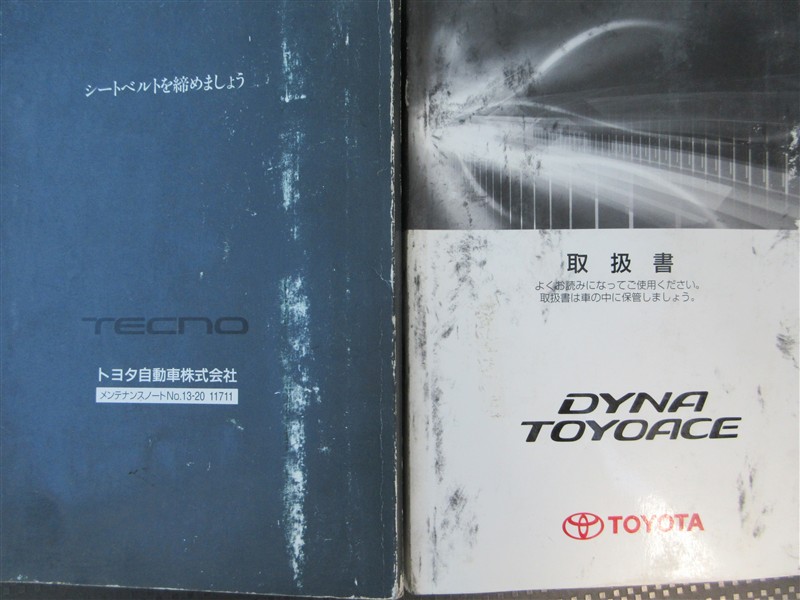 シートベルトを締めましょう
TECNO
トヨタ自動車株式会社
メンテナンスノートNo.13-20 11711
取扱書
よくお読みになってご使用ください。
取扱書は車の中に保管しましょう。
DYNA
TOYOACE
TOYOTA